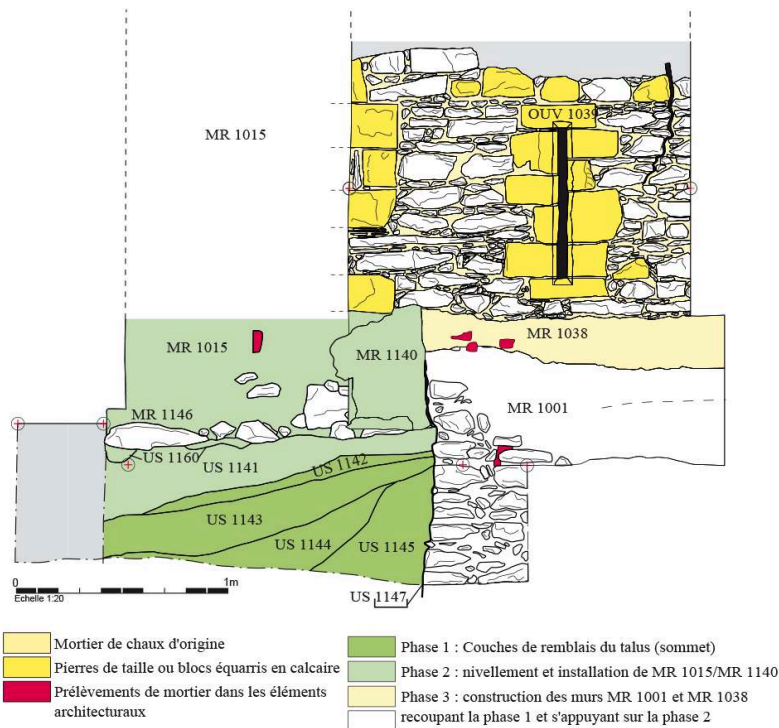 MR 1015
OUV 1039
MR 1015
MR 1140
MR 1038
MR 1146
MR 1001
US 1160
US 1141
US 1142
US 1143
US 1144
US 1145
US 1147
0
1m
Echelle 1:20
Mortier de chaux d'origine
Pierres de taille ou blocs équarris en calcaire
Prélèvements de mortier dans les éléments
architecturaux
Phase 1 : Couches de remblais du talus (sommet)
Phase 2 : nivellement et installation de MR 1015/MR 1140
Phase 3 : construction des murs MR 1001 et MR 1038
recoupant la phase 1 et s'appuyant sur la phase 2